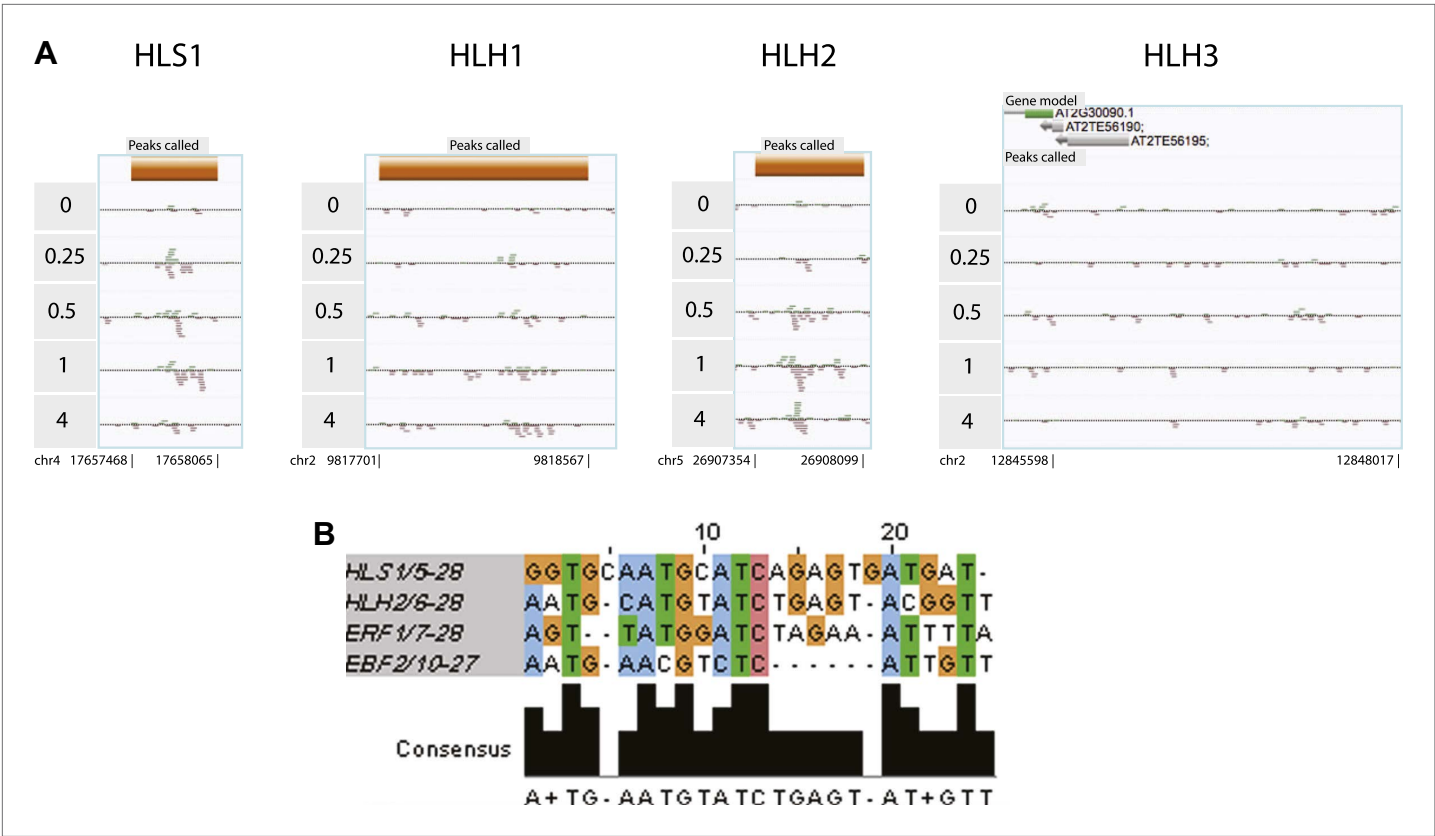 A
HLS1 HLH1 HLH2 HLH3
Gene model
AT2G30090.1
AT2TE56190;
AT2TE56195;
Peaks called Peaks called Peaks called Peaks called
0 0 0 0
0.25 0.25 0.25 0.25
0.5 0.5 0.5 0.5
1 1 1 1
4 4 4 4
chr4 17657468 17658065 chr2 9817701 9818567 chr5 26907354 26908099 chr2 12845598 12848017
B
10 20
HLS1/5-28 GGTGCAATGCATCAGAGTGATGAT-
HLH2/6-28 AATG-CATGTATCTGAGT-ACGGTT
ERF1/7-28 AGT--TATGGATCTAGAA-ATTTTA
EBF2/10-27 AATG-AACGTCTC------ATTGTT
Consensus
A+TG-AATGTATCTGAGT-AT+GTT